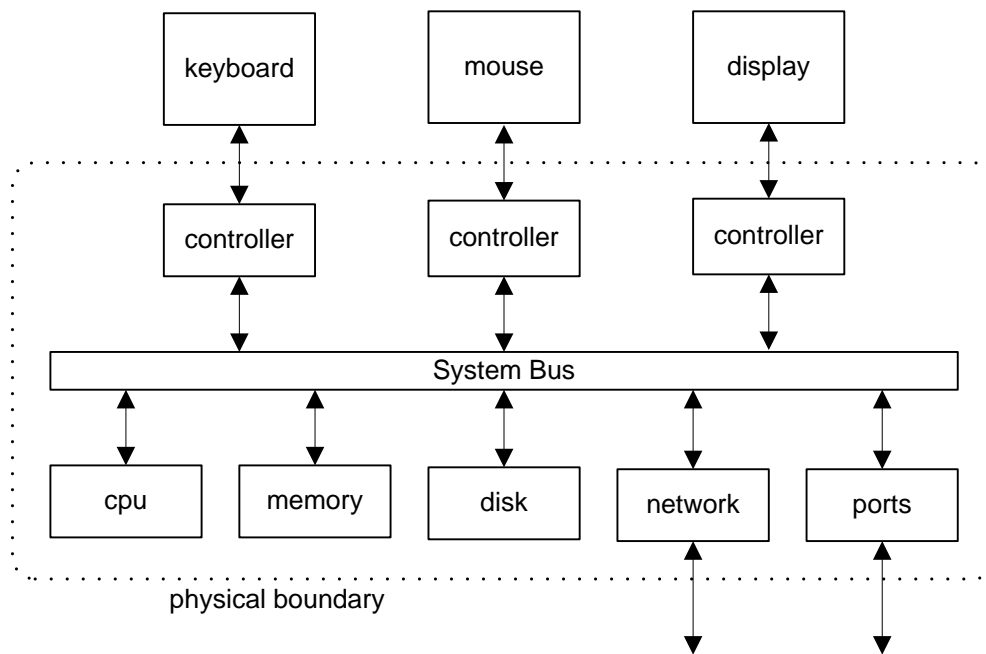 keyboard
mouse
display
controller
controller
controller
System Bus
cpu
memory
disk
network
ports
physical boundary